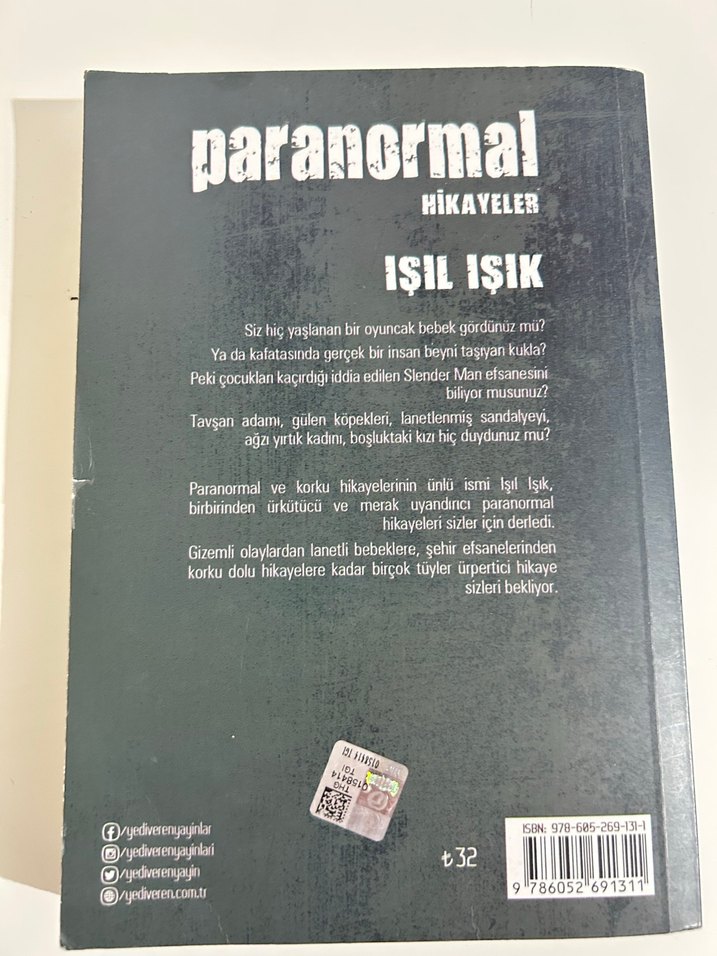 paranormal
HİKAYELER
IŞIL IŞIK
Siz hiç yaşlanan bir oyuncak bebek gördünüz mü?
Ya da kafatasında gerçek bir insan beyni taşıyan kukla?
Peki çocukları kaçırdığı iddia edilen Slender Man efsanesini
biliyor musunuz?
Tavşan adamı, gülen köpekleri, lanetlenmiş sandalyeyi,
ağzı yırtık kadını, boşluktaki kızı hiç duydunuz mu?
Paranormal ve korku hikayelerinin ünlü ismi Işıl Işık,
birbirinden ürkütücü ve merak uyandırıcı paranormal
hikayeleri sizler için derledi.
Gizemli olaylardan lanetli bebeklere, şehir efsanelerinden
korku dolu hikayelere kadar birçok tüyler ürpertici hikaye
sizleri bekliyor.
0158414 TGI
THG
0158414
TGI
/yediverenyayinlar
/yediverenyayinlari
/yediverenyayin
/yediveren.com.tr
₺32
ISBN: 978-605-269-131-1
9 786052 691311